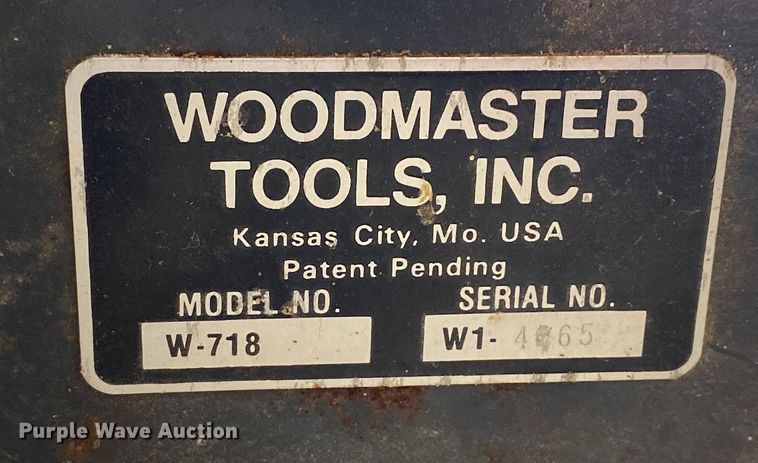 WOODMASTER
TOOLS, INC.
Kansas City, Mo. USA
Patent Pending
MODEL NO. SERIAL NO.
W-718 W1-
Purple Wave Auction